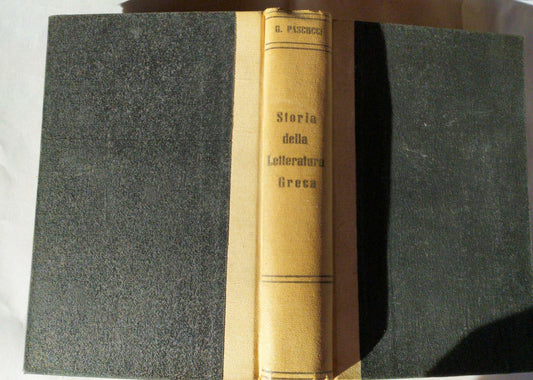 G. PASCUCCI
Storia
della
Letteratura
Greca